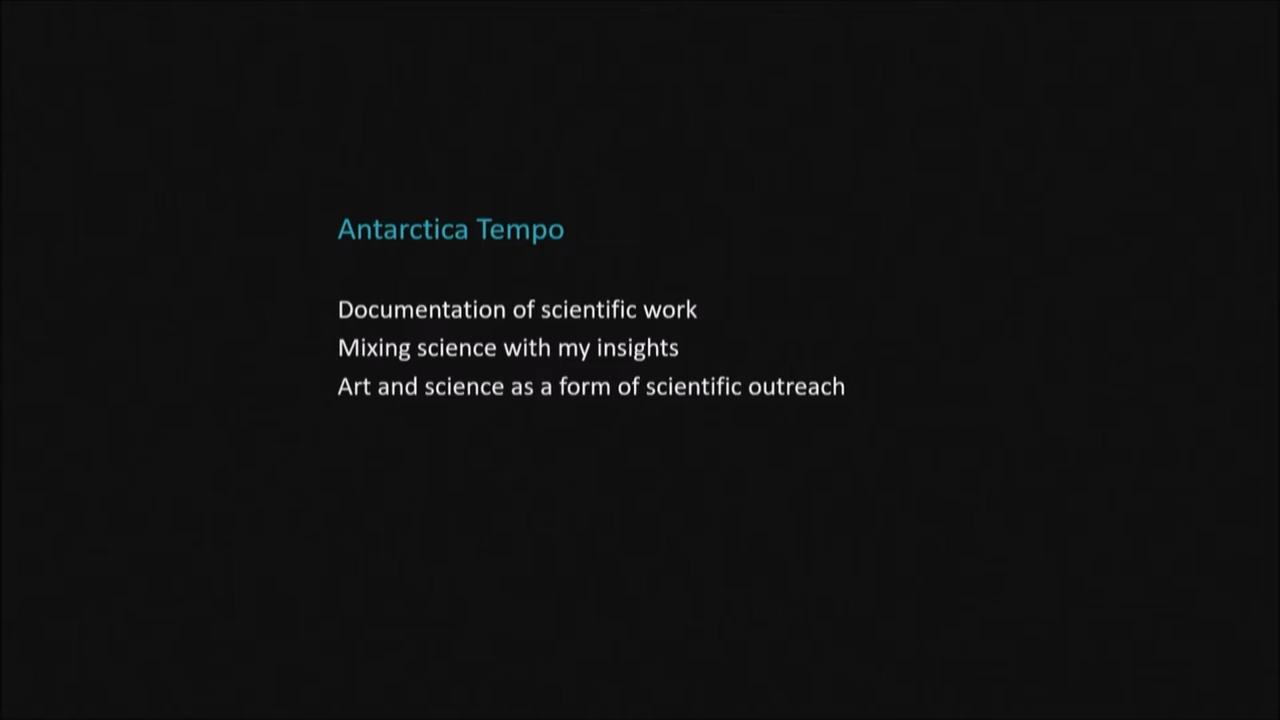 Antarctica Tempo
Documentation of scientific work
Mixing science with my insights
Art and science as a form of scientific outreach